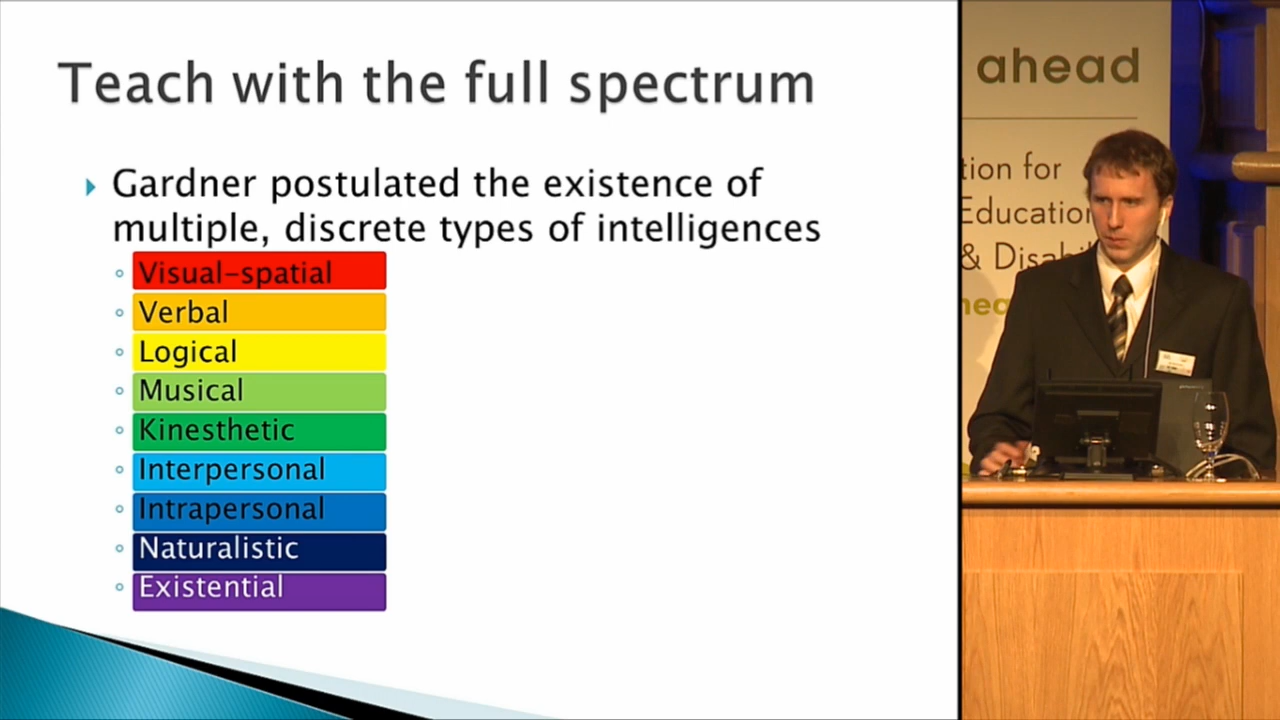 Teach with the full spectrum
Gardner postulated the existence of
multiple, discrete types of intelligences
Visual-spatial
Verbal
Logical
Musical
Kinesthetic
Interpersonal
Intrapersonal
Naturalistic
Existential
ahead
tion for
Education
& Disabil